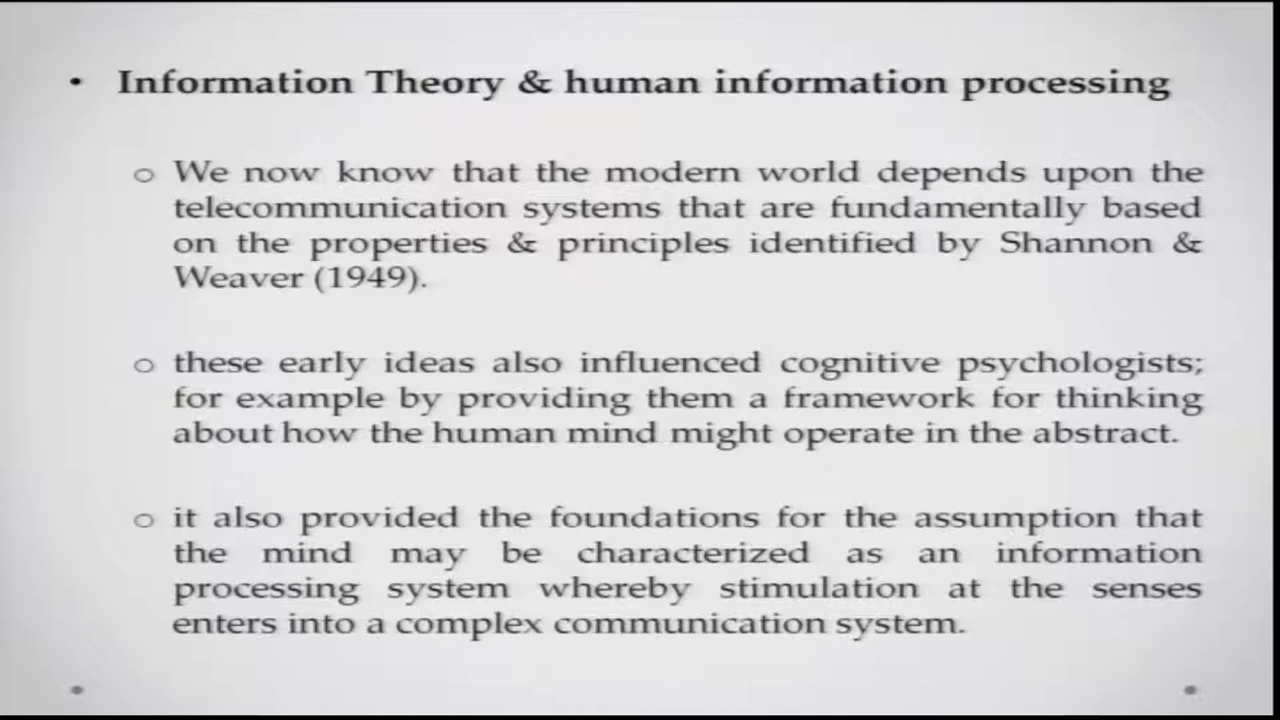 • Information Theory & human information processing
o We now know that the modern world depends upon the
telecommunication systems that are fundamentally based
on the properties & principles identified by Shannon &
Weaver (1949).
o these early ideas also influenced cognitive psychologists;
for example by providing them a framework for thinking
about how the human mind might operate in the abstract.
o it also provided the foundations for the assumption that
the mind may be characterized as an information
processing system whereby stimulation at the senses
enters into a complex communication system.